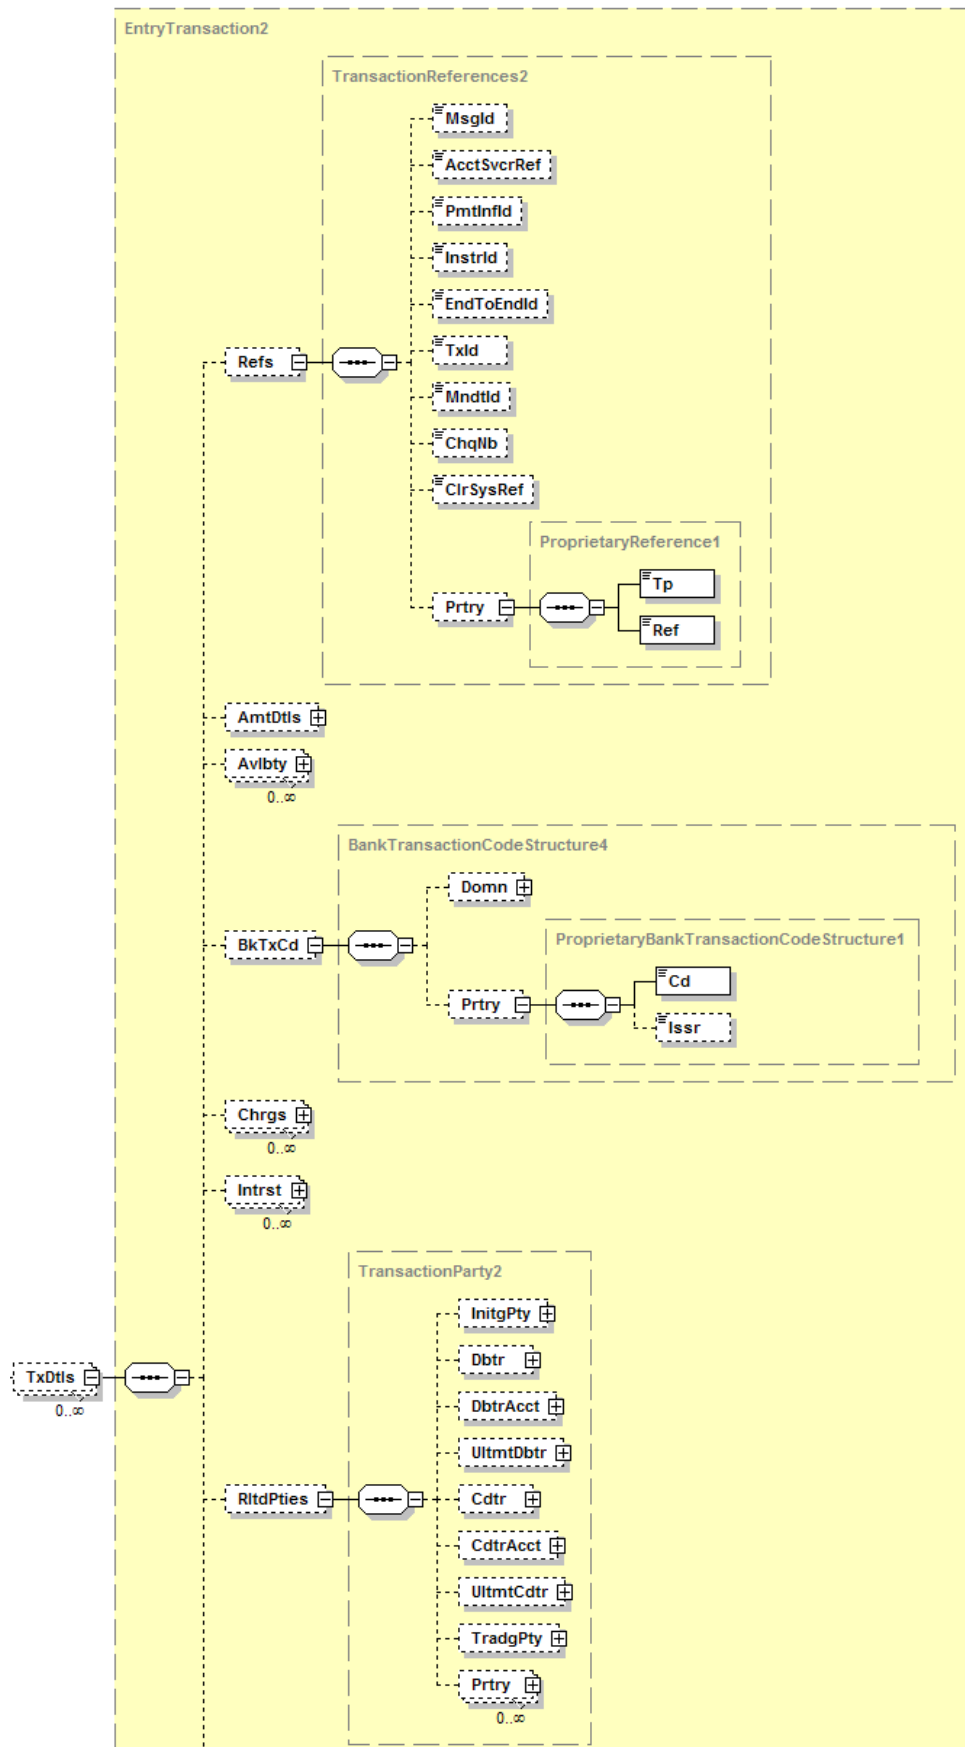 EntryTransaction2
TransactionReferences2
MsgId
AcctSvcrRef
PmtInfId
InstrId
EndToEndId
TxId
Refs
MndtId
ChqNb
ClrSysRef
ProprietaryReference1
Tp
Prtry
Ref
AmtDtls
Avlbty
0..∞
BankTransactionCodeStructure4
Domn
ProprietaryBankTransactionCodeStructure1
BkTxCd
Cd
Prtry
Issr
Chrgs
0..∞
Intrst
0..∞
TransactionParty2
InitgPty
Dbtr
TxDtls
0..∞
DbtrAcct
UltmtDbtr
RltdPties
Cdtr
CdtrAcct
UltmtCdtr
TradgPty
Prtry
0..∞